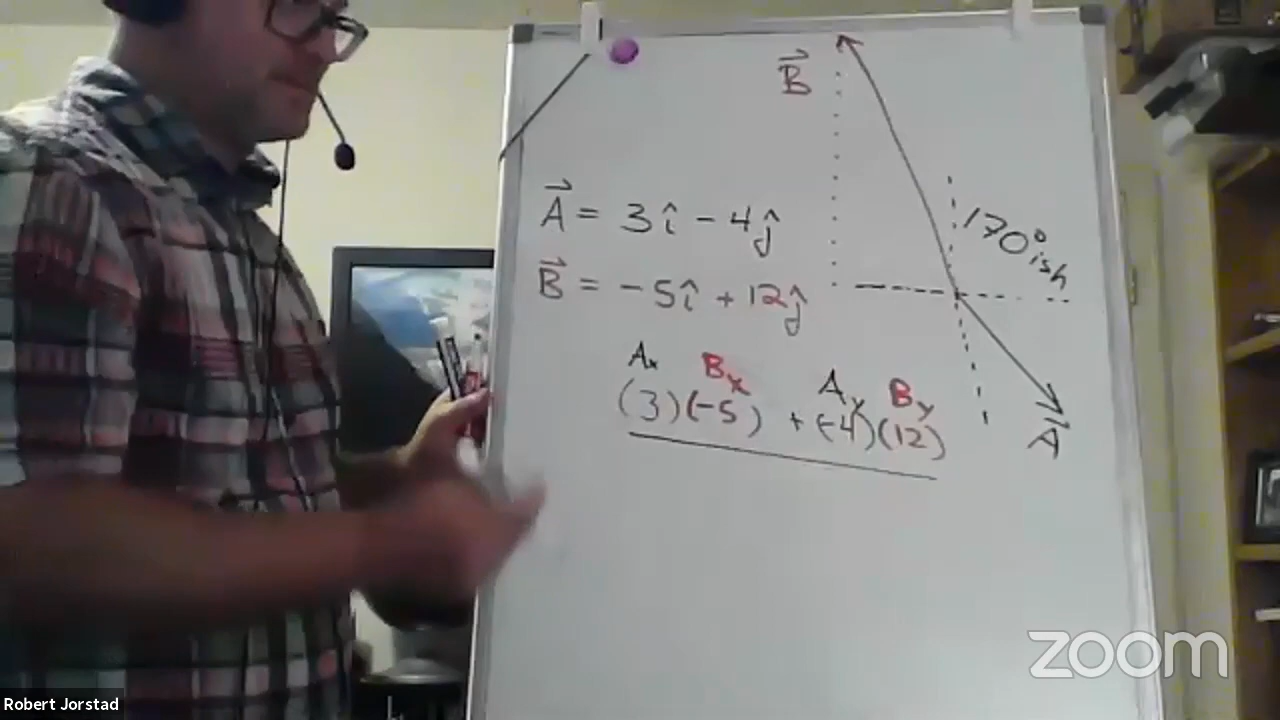 B
A = 3î - 4ĵ
B = -5î + 12ĵ
170° ish
Ax Bx Ay By
(3)(-5) + (-4)(12)
A
zoom
Robert Jorstad